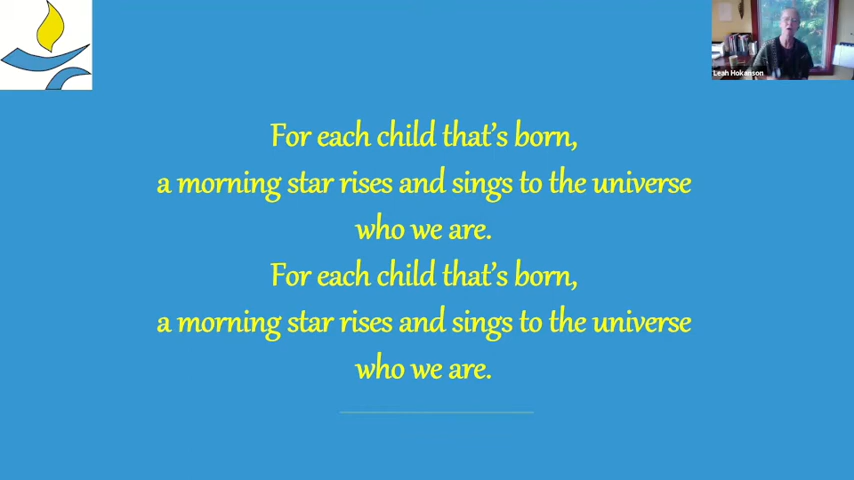 Leah Hokanson
For each child that's born,
a morning star rises and sings to the universe
who we are.
For each child that's born,
a morning star rises and sings to the universe
who we are.